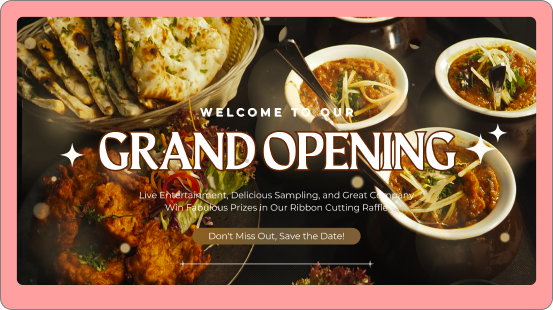 WELCOME TO OUR
GRAND OPENING
Live Entertainment, Delicious Sampling, and Great Company
Win Fabulous Prizes in Our Ribbon Cutting Raffle
Don't Miss Out, Save the Date!